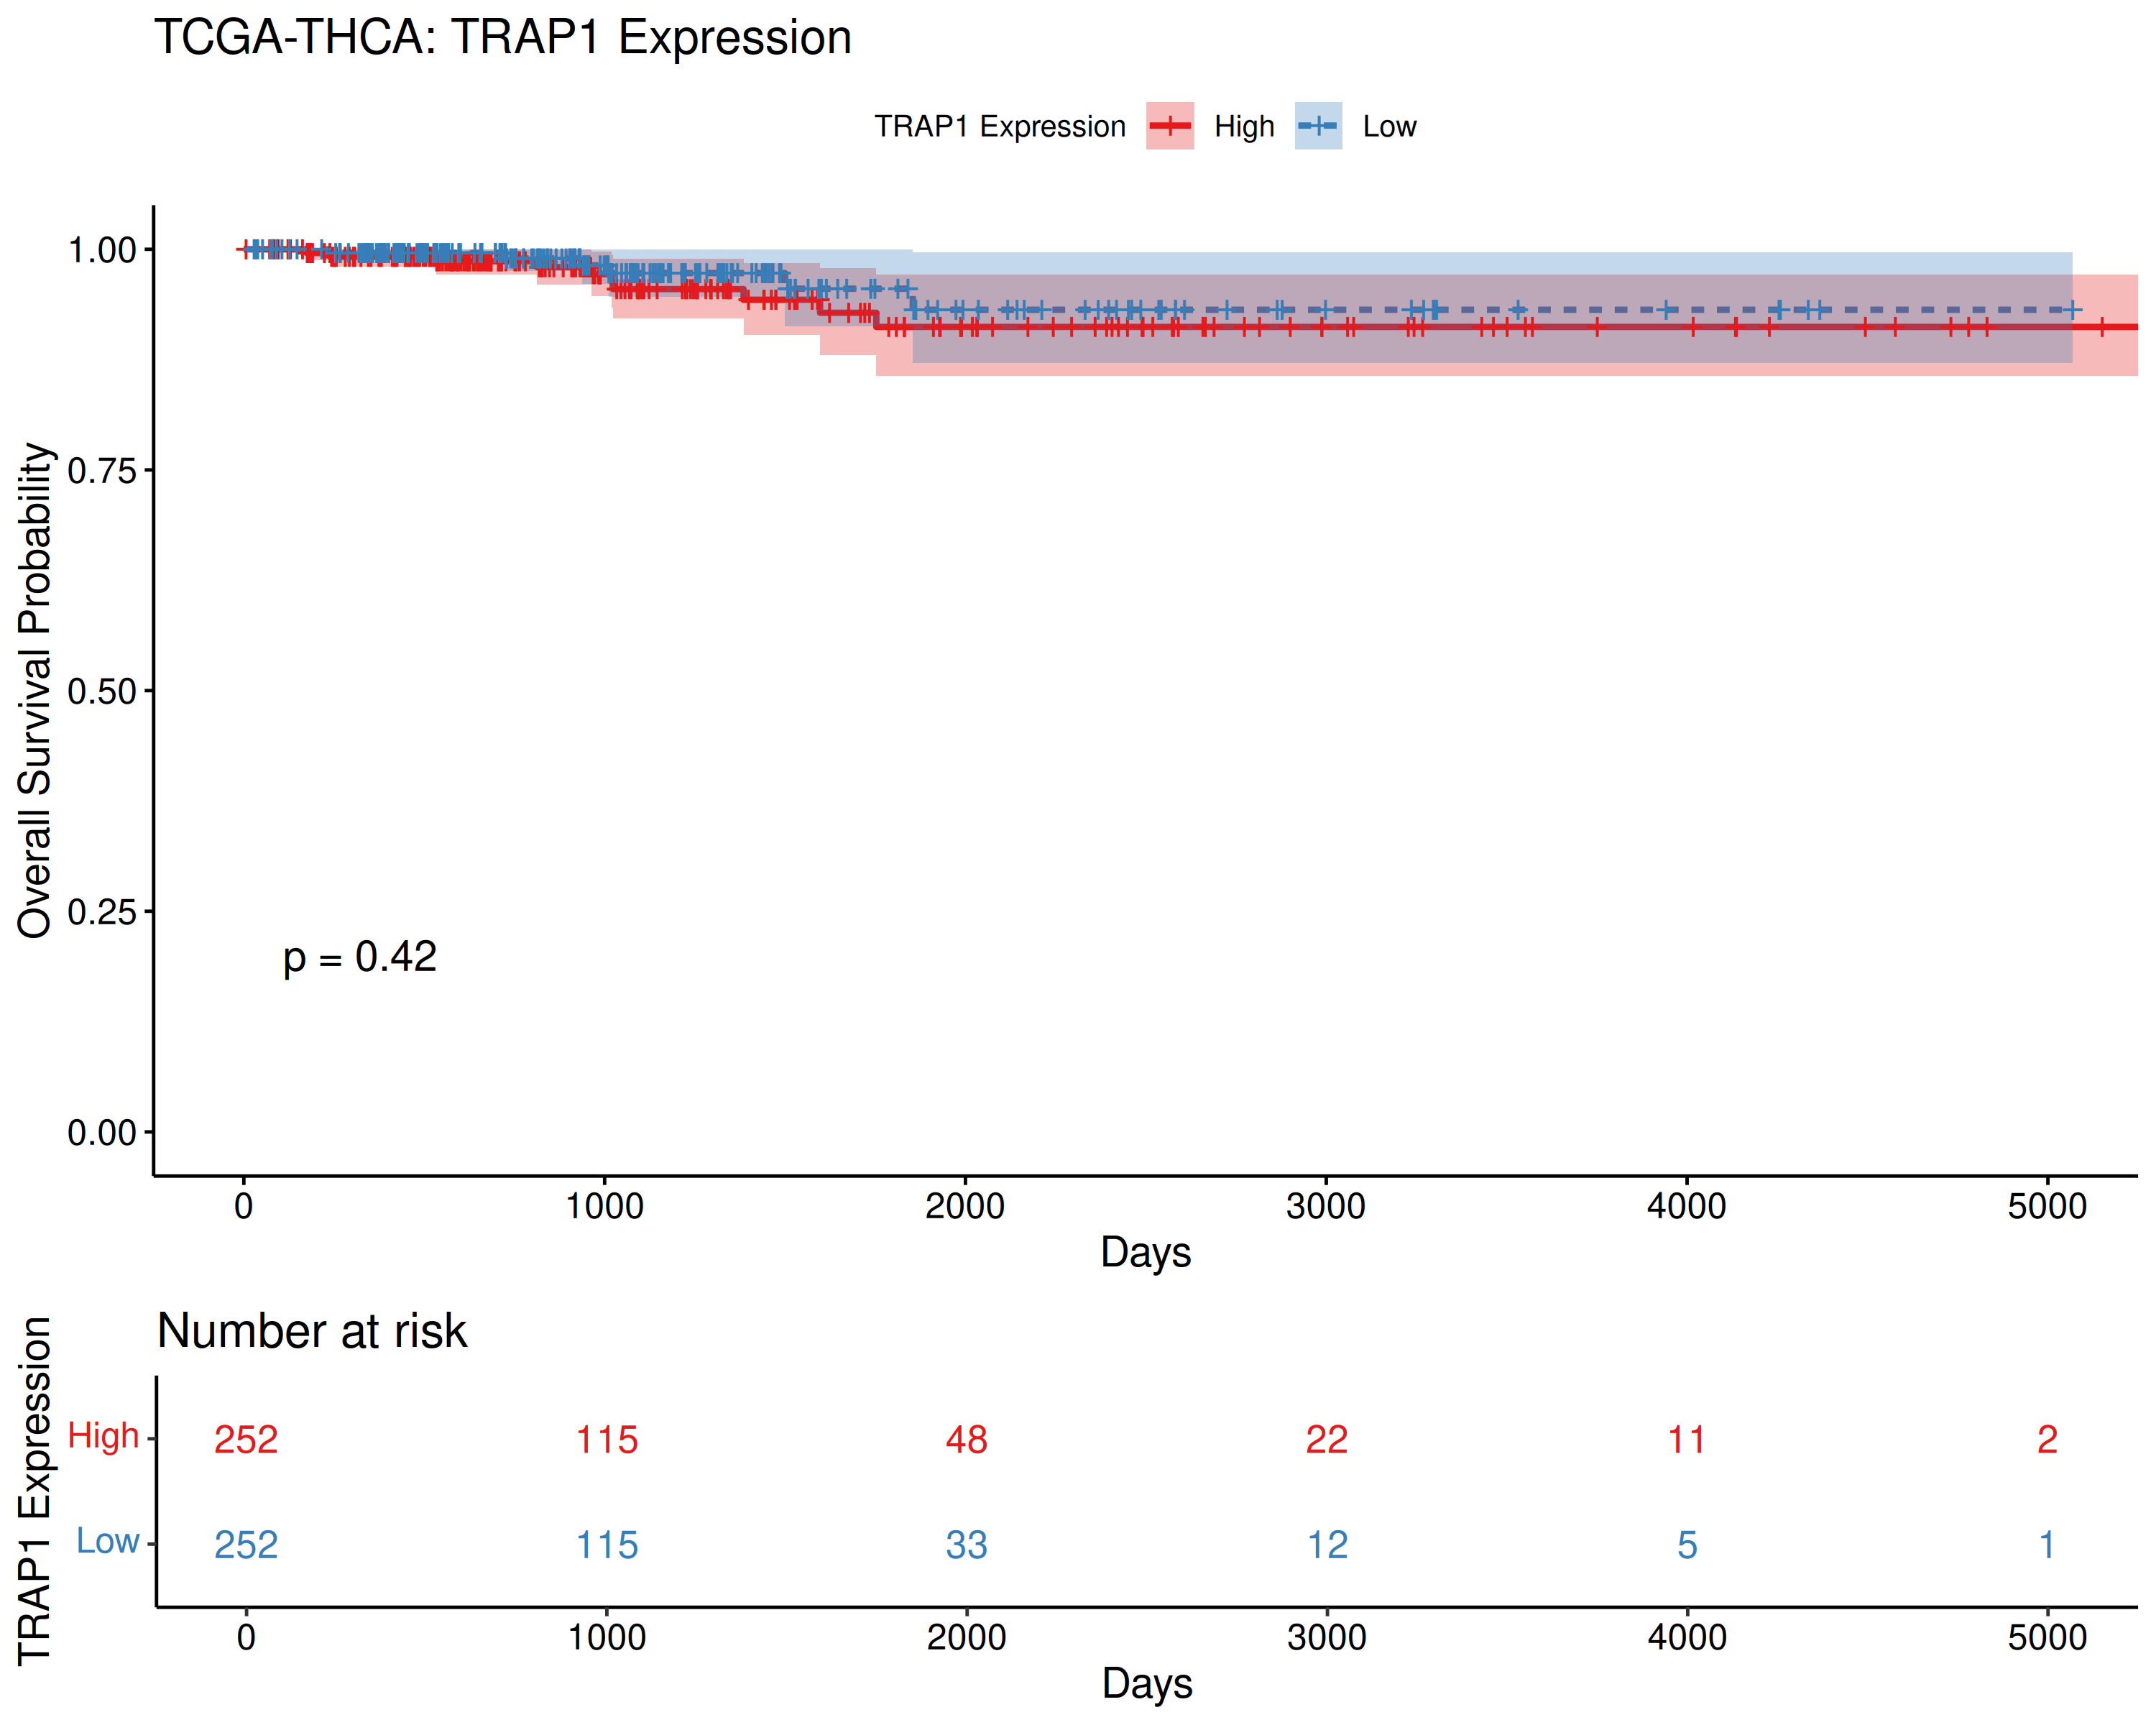 TCGA-THCA: TRAP1 Expression
TRAP1 Expression High Low
Overall Survival Probability
1.00
0.75
0.50
0.25
0.00
p = 0.42
0 1000 2000 3000 4000 5000
Days
Number at risk
TRAP1 Expression
High 252 115 48 22 11 2
Low 252 115 33 12 5 1
0 1000 2000 3000 4000 5000
Days